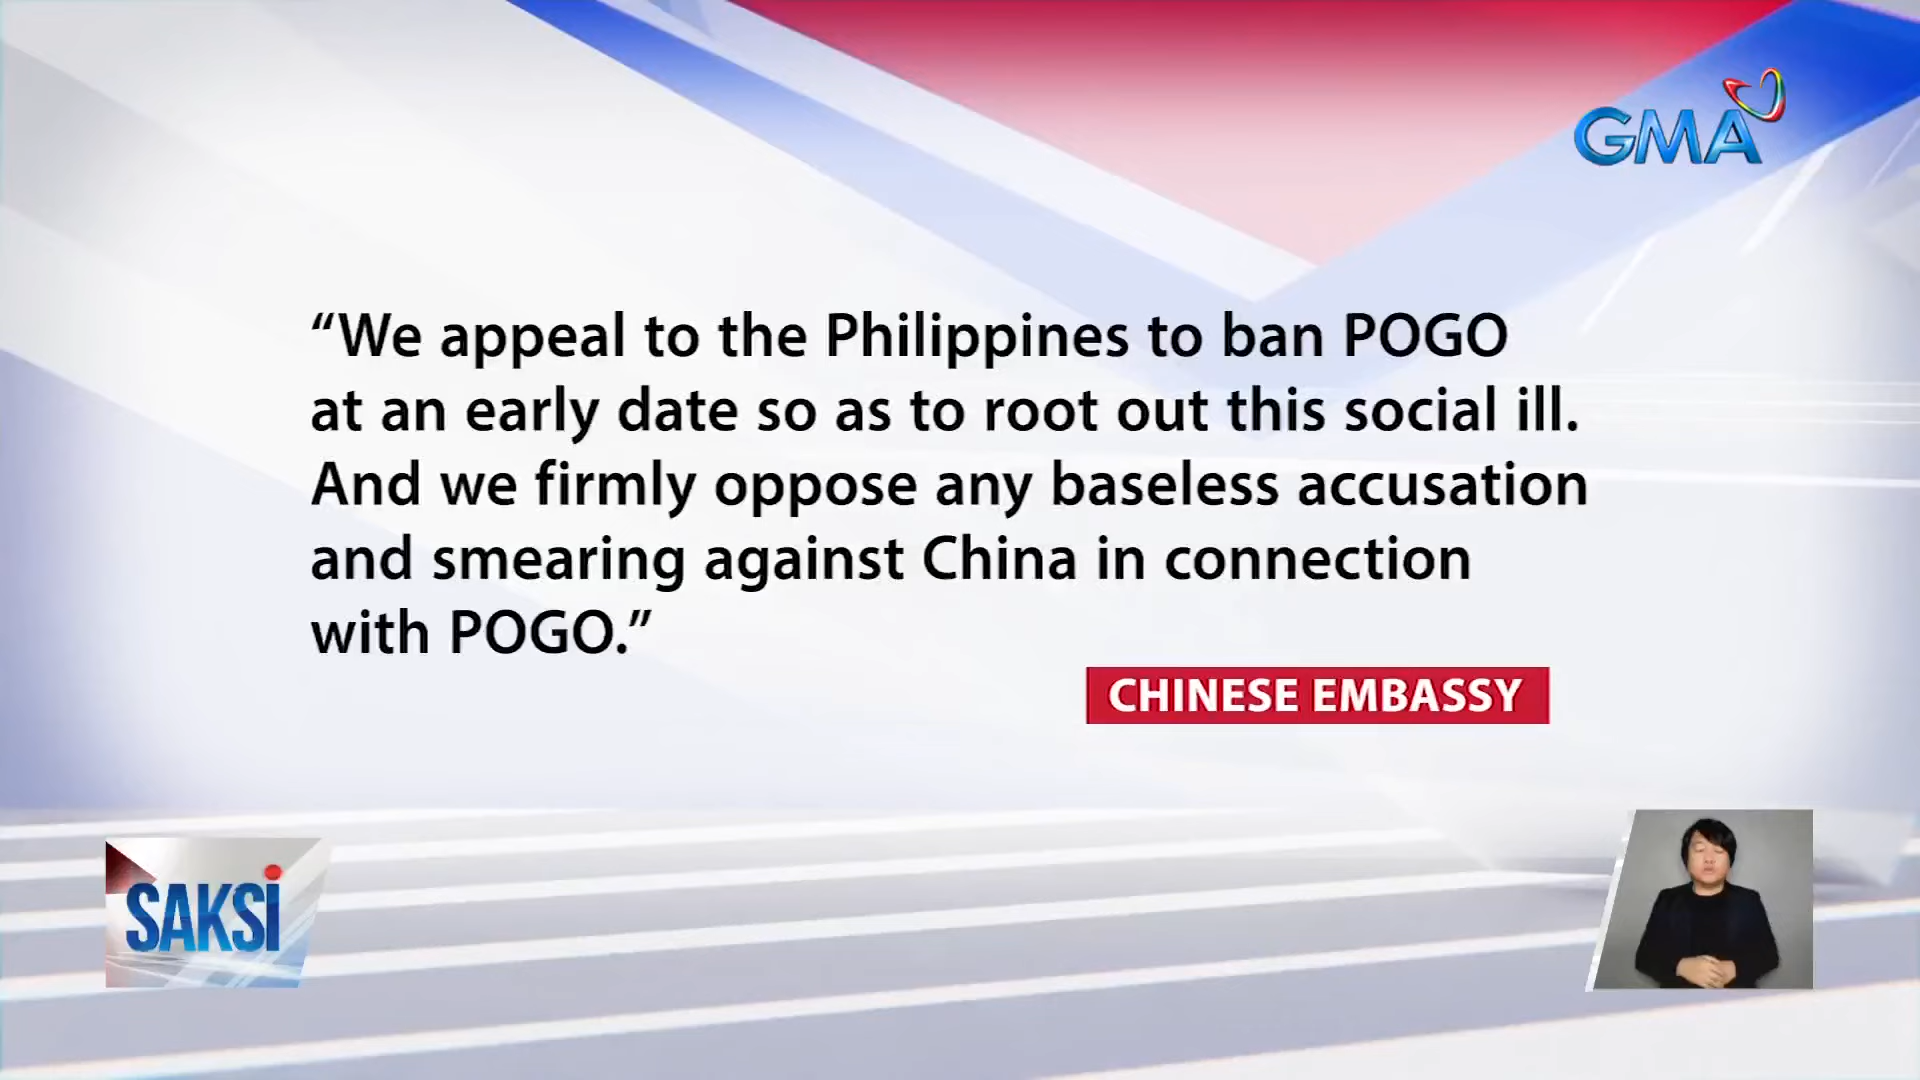 GMA
“We appeal to the Philippines to ban POGO
at an early date so as to root out this social ill.
And we firmly oppose any baseless accusation
and smearing against China in connection
with POGO.”
CHINESE EMBASSY
SAKSI